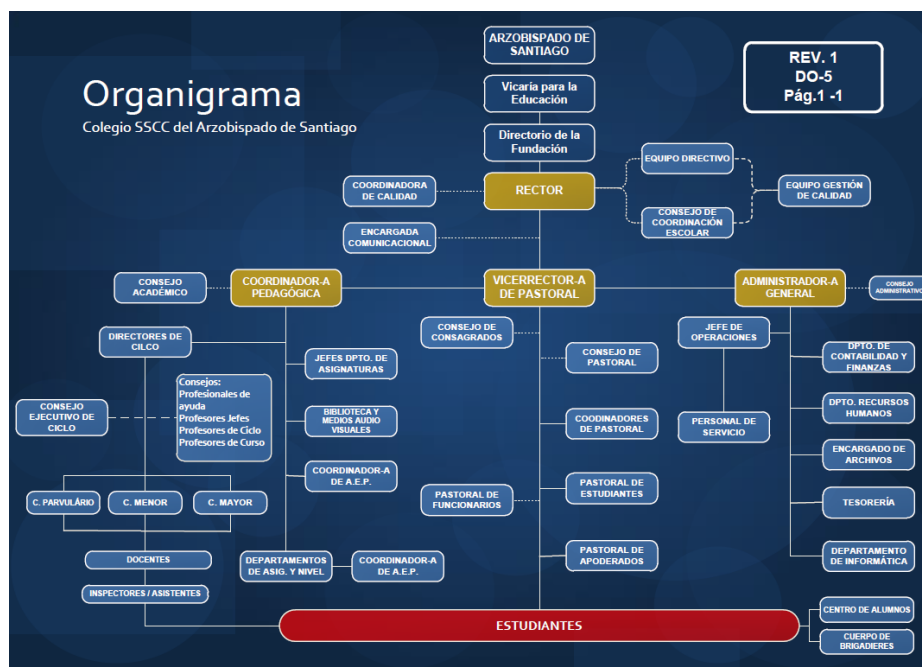 ARZOBISPADO DE
SANTIAGO
REV. 1
DO-5
Pág.1 -1
Organigrama
Colegio SSCC del Arzobispado de Santiago
Vicaría para la
Educación
Directorio de la
Fundación
EQUIPO DIRECTIVO
COORDINADORA
DE CALIDAD
RECTOR
EQUIPO GESTIÓN
DE CALIDAD
CONSEJO DE
COORDINACIÓN
ESCOLAR
ENCARGADA
COMUNICACIONAL
CONSEJO
ACADÉMICO
COORDINADOR-A
PEDAGÓGICA
VICERRECTOR-A
DE PASTORAL
ADMINISTRADOR-A
GENERAL
CONSEJO
ADMINISTRATIVO
DIRECTORES DE
CILCO
CONSEJO DE
CONSAGRADOS
JEFE DE
OPERACIONES
JEFES DPTO. DE
ASIGNATURAS
CONSEJO DE
PASTORAL
DPTO. DE
CONTABILIDAD Y
FINANZAS
Consejos:
Profesionales de
ayuda
Profesores Jefes
Profesores de Ciclo
Profesores de Curso
CONSEJO
EJECUTIVO DE
CICLO
BIBLIOTECA Y
MEDIOS AUDIO
VISUALES
COODINADORES
DE PASTORAL
PERSONAL DE
SERVICIO
DPTO. RECURSOS
HUMANOS
ENCARGADO DE
ARCHIVOS
COORDINADOR-A
DE A.E.P.
C. PARVULÁRIO
C. MENOR
C. MAYOR
PASTORAL DE
FUNCIONARIOS
PASTORAL DE
ESTUDIANTES
TESORERÍA
DOCENTES
DEPARTAMENTOS
DE ASIG. Y NIVEL
COORDINADOR-A
DE A.E.P.
PASTORAL DE
APODERADOS
DEPARTAMENTO
DE INFORMÁTICA
INSPECTORES / ASISTENTES
ESTUDIANTES
CENTRO DE ALUMNOS
CUERPO DE
BRIGADIERES